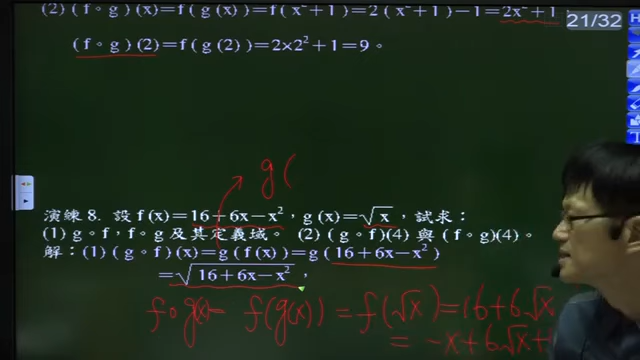 (2) (f∘g)(x)=f(g(x))=f(x²+1)=2(x²+1)−1=2x²+1
21/32
(f∘g)(2)=f(g(2))=2×2²+1=9。
g(
演練 8. 設 f(x)=16+6x−x²，g(x)=√x，試求：
(1) g∘f，f∘g 及其定義域。 (2) (g∘f)(4) 與 (f∘g)(4)。
解：(1) (g∘f)(x)=g(f(x))=g(16+6x−x²)
=√(16+6x−x²)，
f∘g(x)= f(g(x)) = f(√x)=16+6√x
= −x+6√x+